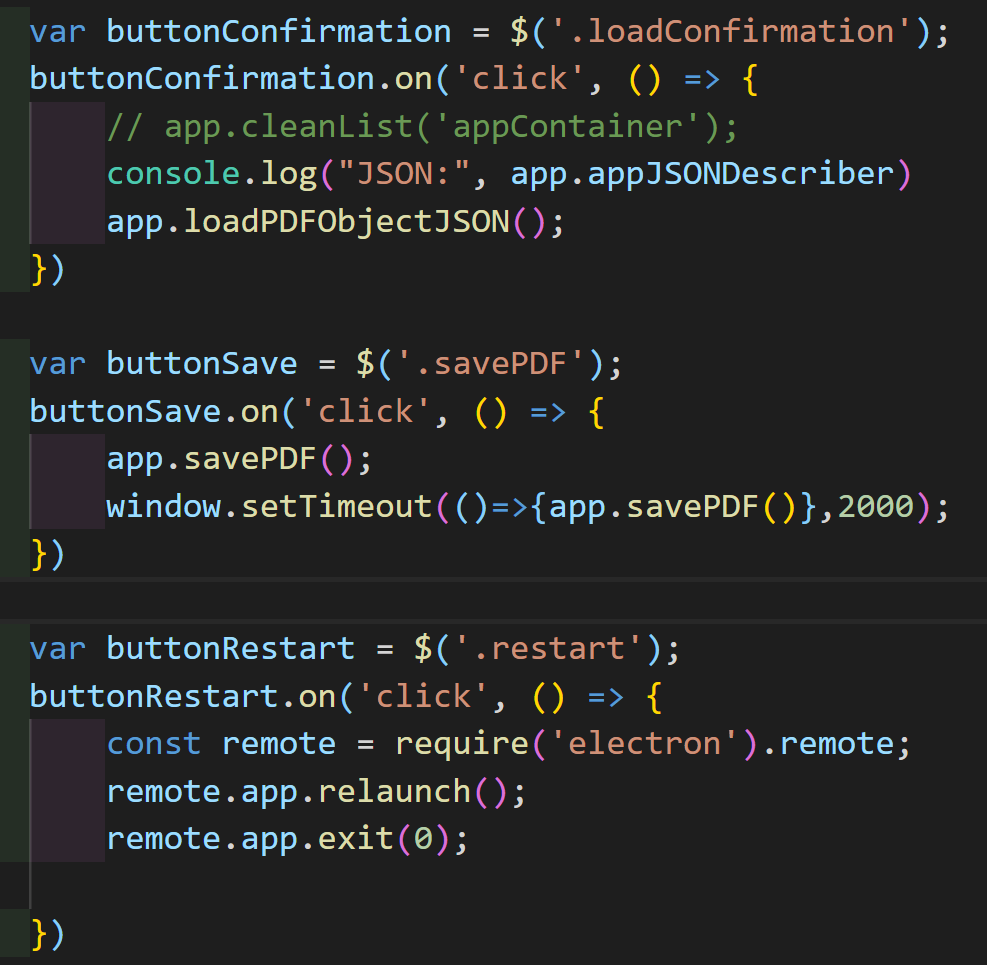 var buttonConfirmation = $('.loadConfirmation');
buttonConfirmation.on('click', () => {
    // app.cleanList('appContainer');
    console.log("JSON:", app.appJSONDescriber)
    app.loadPDFObjectJSON();
})

var buttonSave = $('.savePDF');
buttonSave.on('click', () => {
    app.savePDF();
    window.setTimeout(()=>{app.savePDF()},2000);
})

var buttonRestart = $('.restart');
buttonRestart.on('click', () => {
    const remote = require('electron').remote;
    remote.app.relaunch();
    remote.app.exit(0);

})